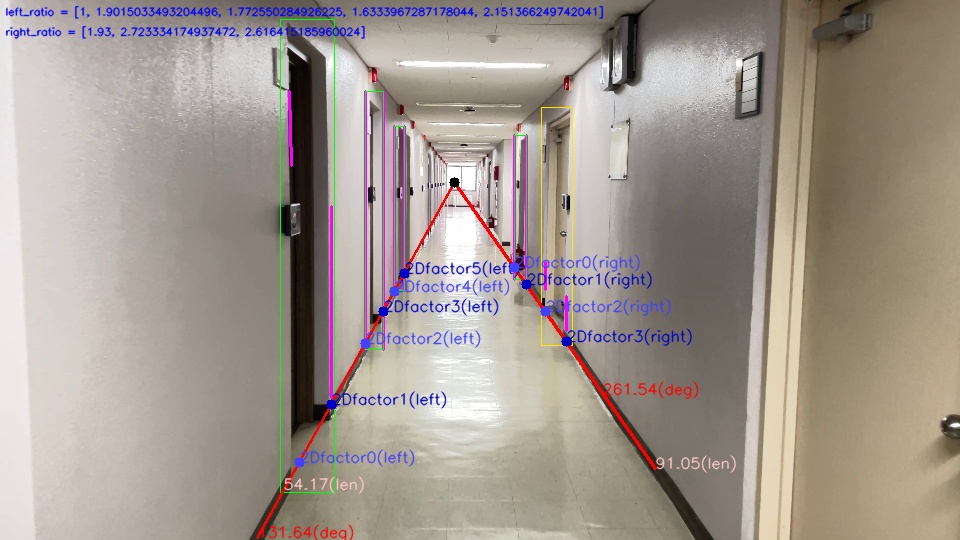 left_ratio = [1, 1.9015033493204496, 1.772550284926225, 1.6333967287178044, 2.151366249742041]
right_ratio = [1.93, 2.723334174937472, 2.616415185960024]
2Dfactor0(right)
2Dfactor5(left)
2Dfactor1(right)
2Dfactor4(left)
2Dfactor3(left)
2Dfactor2(right)
2Dfactor2(left)
2Dfactor3(right)
261.54(deg)
2Dfactor1(left)
2Dfactor0(left)
91.05(len)
54.17(len)
131.64(deg)